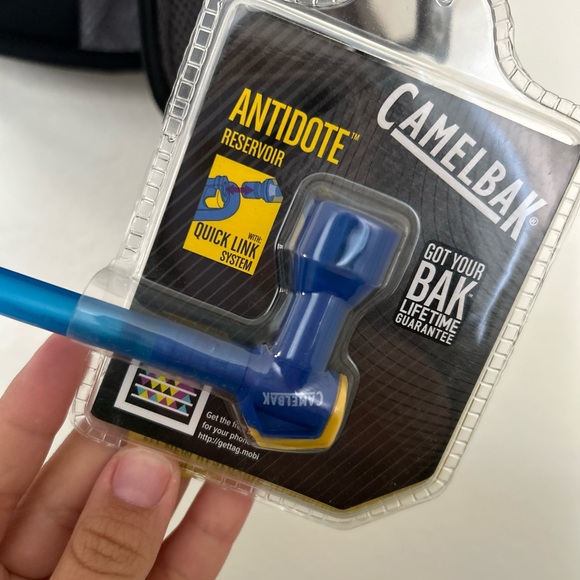 CAMELBAK®
ANTIDOTE™
RESERVOIR
WITH:
QUICK LINK
SYSTEM
GOT YOUR
BAK™
LIFETIME
GUARANTEE
CAMELBAK
Get the
for your phone
http://gettag.mobi